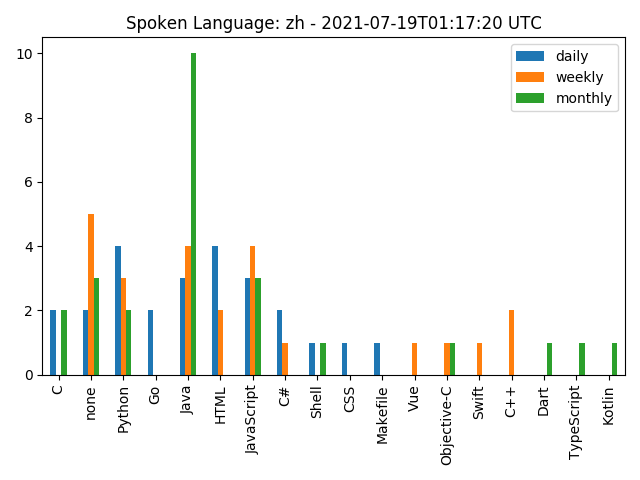 Spoken Language: zh - 2021-07-19T01:17:20 UTC
daily
weekly
monthly
10
8
6
4
2
0
C
none
Python
Go
Java
HTML
JavaScript
C#
Shell
CSS
Makefile
Vue
Objective-C
Swift
C++
Dart
TypeScript
Kotlin